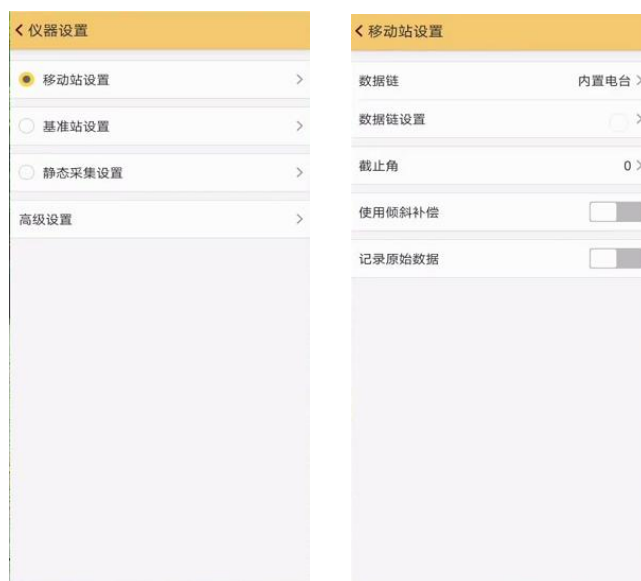 仪器设置
移动站设置
基准站设置
静态采集设置
高级设置
移动站设置
数据链 内置电台
数据链设置
截止角 0
使用倾斜补偿
记录原始数据